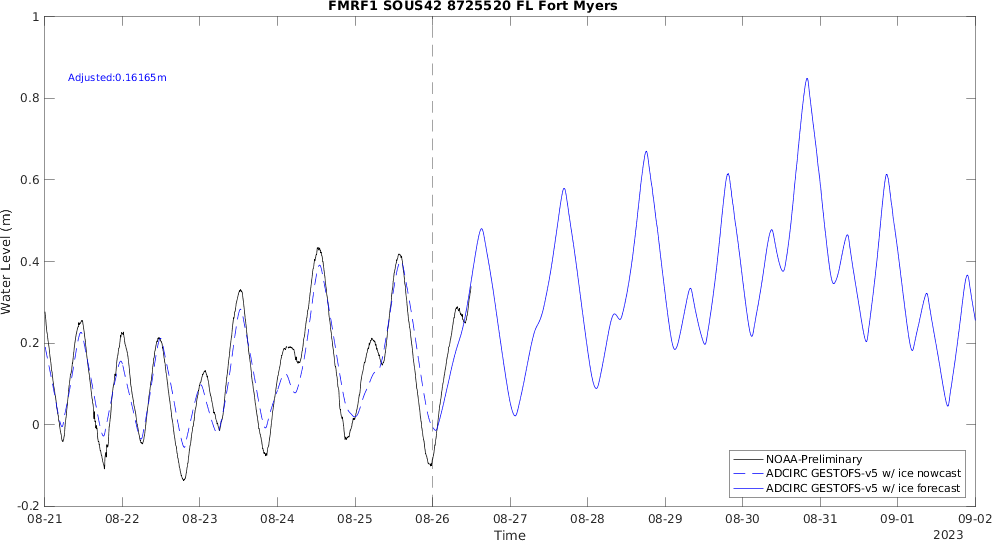 FMRF1 SOUS42 8725520 FL Fort Myers
1
Adjusted:0.16165m
0.8
0.6
0.4
0.2
0
-0.2
Water Level (m)
NOAA-Preliminary
ADCIRC GESTOFS-v5 w/ ice nowcast
ADCIRC GESTOFS-v5 w/ ice forecast
08-21 08-22 08-23 08-24 08-25 08-26 08-27 08-28 08-29 08-30 08-31 09-01 09-02
Time
2023